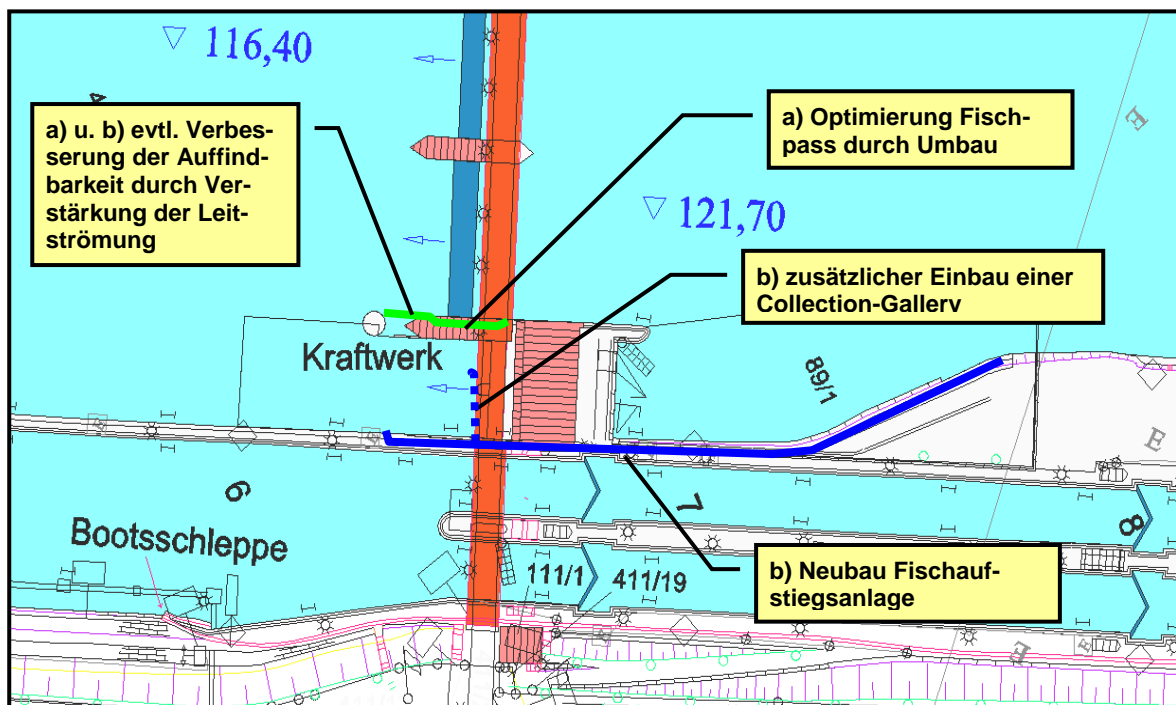 116,40
4
a) u. b) evtl. Verbes-
serung der Auffind-
barkeit durch Ver-
stärkung der Leit-
strömung
a) Optimierung Fisch-
pass durch Umbau
E
121,70
b) zusätzlicher Einbau einer
Collection-Gallerv
Kraftwerk
89/1
E
E
6
7
8
Bootsschleppe
111/1
411/19
b) Neubau Fischauf-
stiegsanlage
E
E